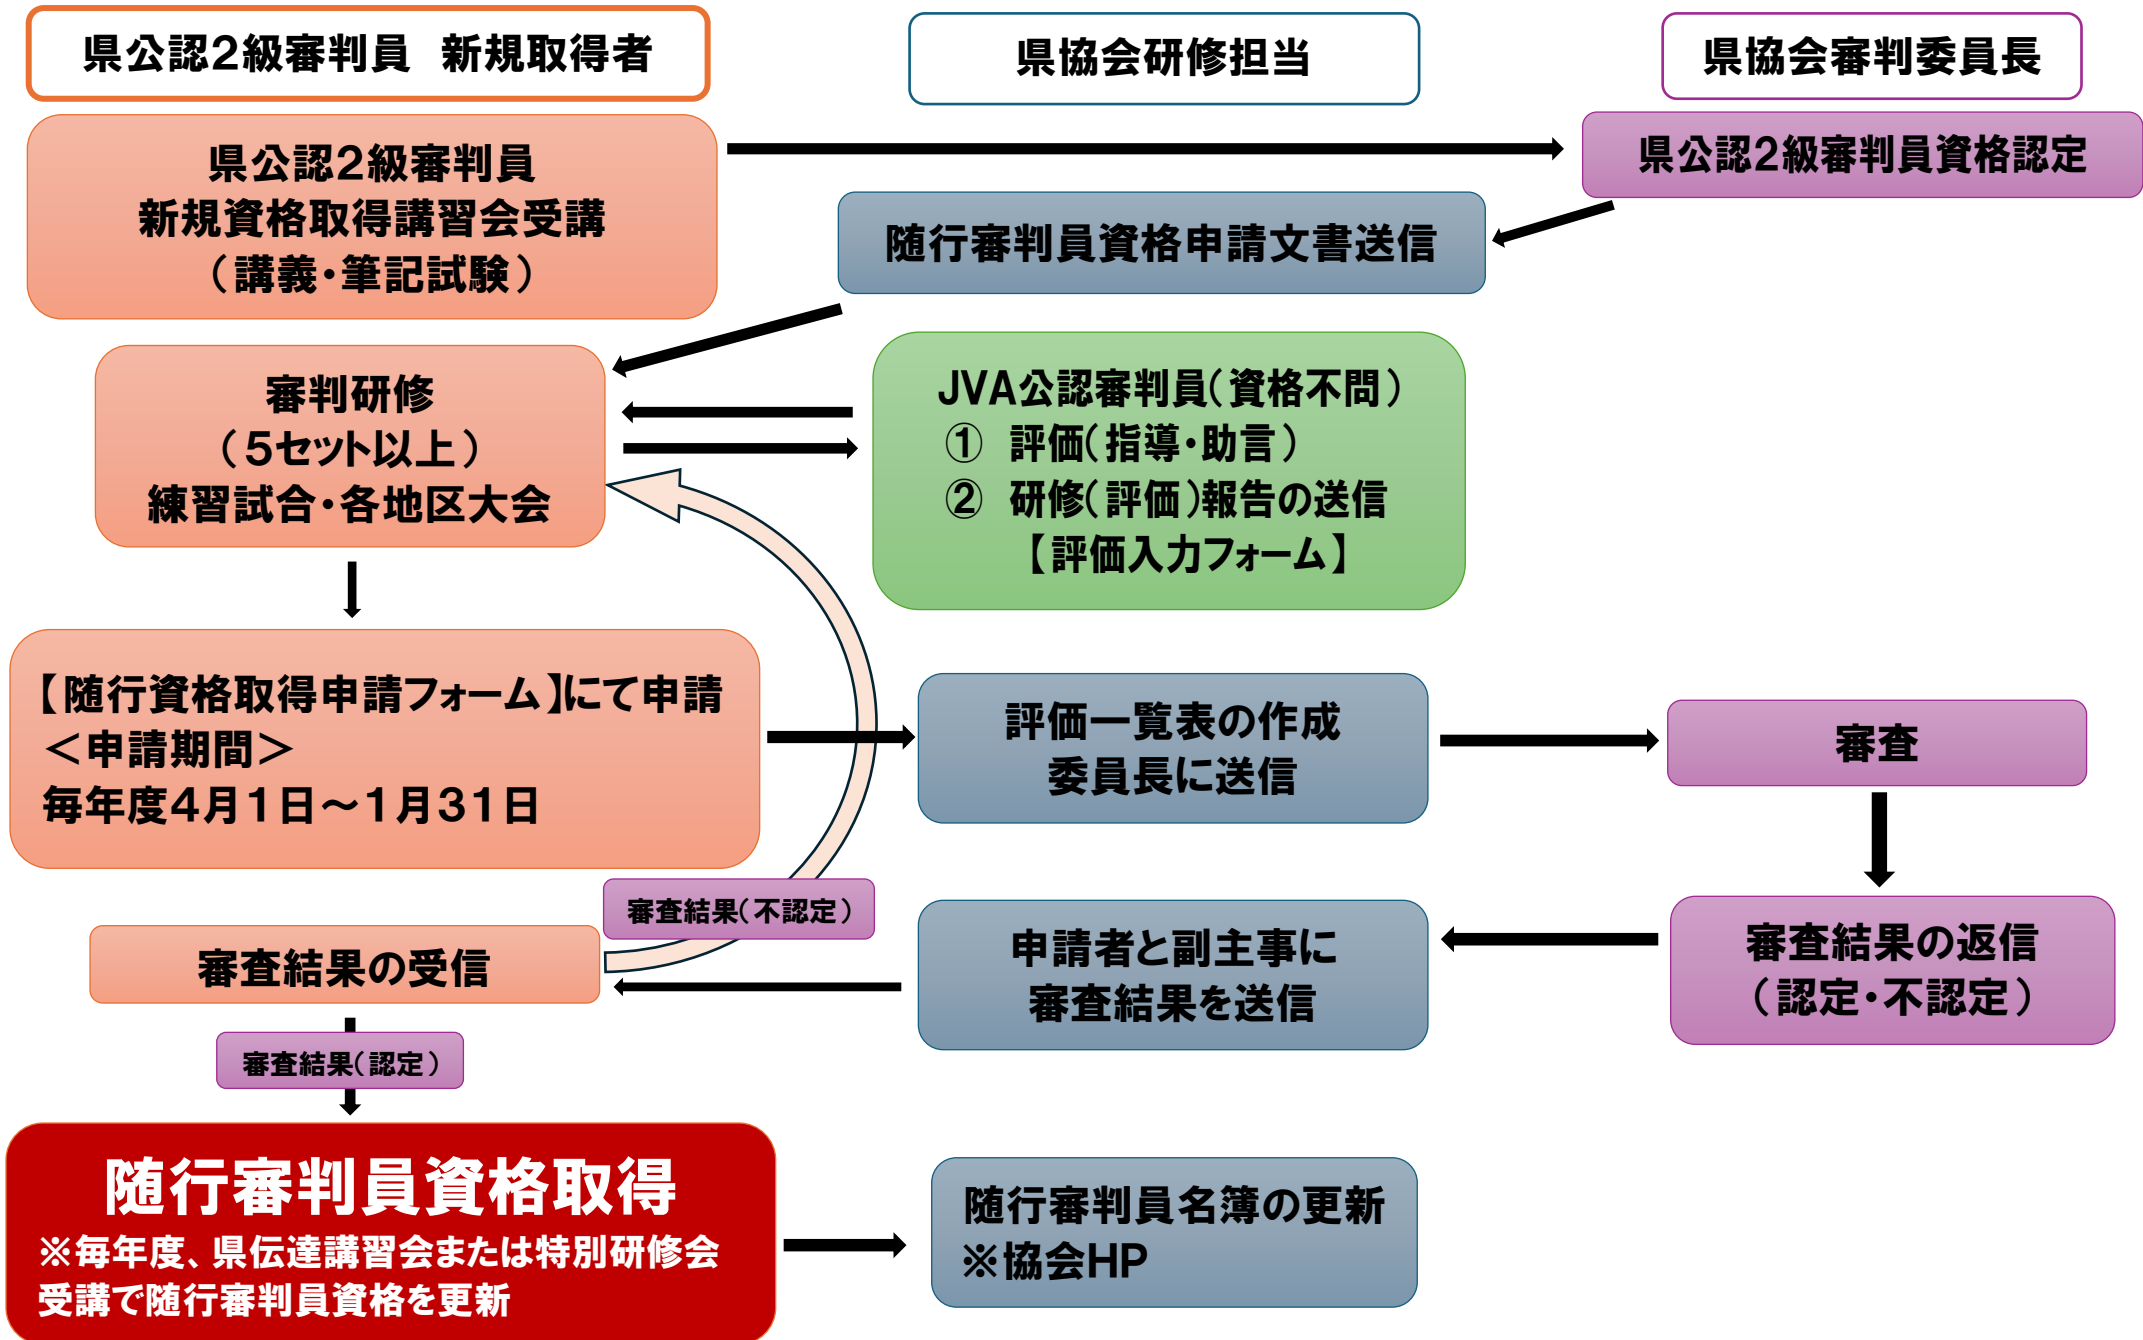 県公認２級審判員　新規取得者
県協会研修担当
県協会審判委員長
県公認２級審判員
新規資格取得講習会受講
（講義・筆記試験）
県公認２級審判員資格認定
随行審判員資格申請文書送信
審判研修
（５セット以上）
練習試合・各地区大会
JVA公認審判員（資格不問）
①　評価（指導・助言）
②　研修（評価）報告の送信
【評価入力フォーム】
【随行資格取得申請フォーム】にて申請
＜申請期間＞
毎年度４月１日～１月３１日
評価一覧表の作成
委員長に送信
審査
審査結果（不認定）
審査結果の受信
申請者と副主事に
審査結果を送信
審査結果の返信
（認定・不認定）
審査結果（認定）
随行審判員資格取得
※毎年度、県伝達講習会または特別研修会
受講で随行審判員資格を更新
随行審判員名簿の更新
※協会HP